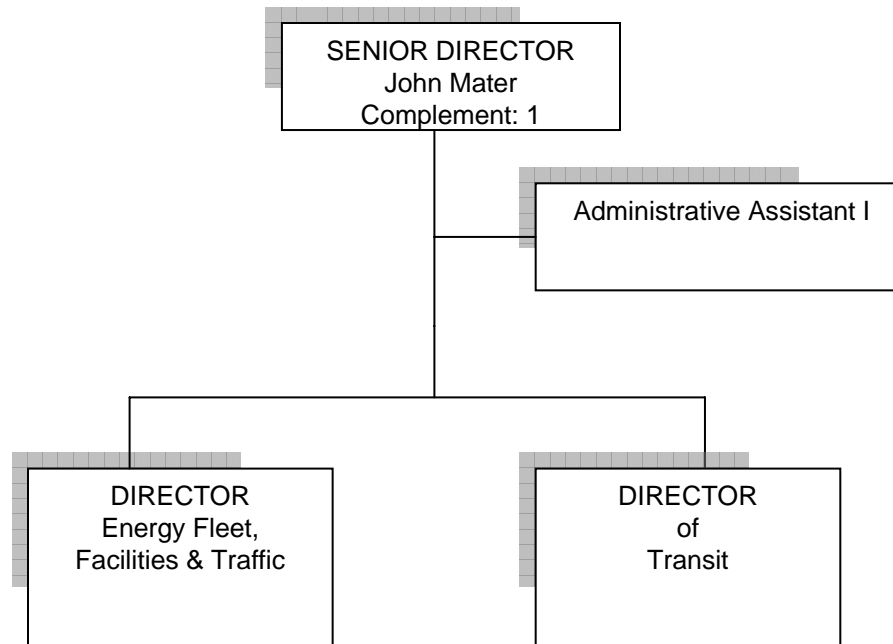 SENIOR DIRECTOR
John Mater
Complement: 1
Administrative Assistant I
DIRECTOR
Energy Fleet,
Facilities & Traffic
DIRECTOR
of
Transit